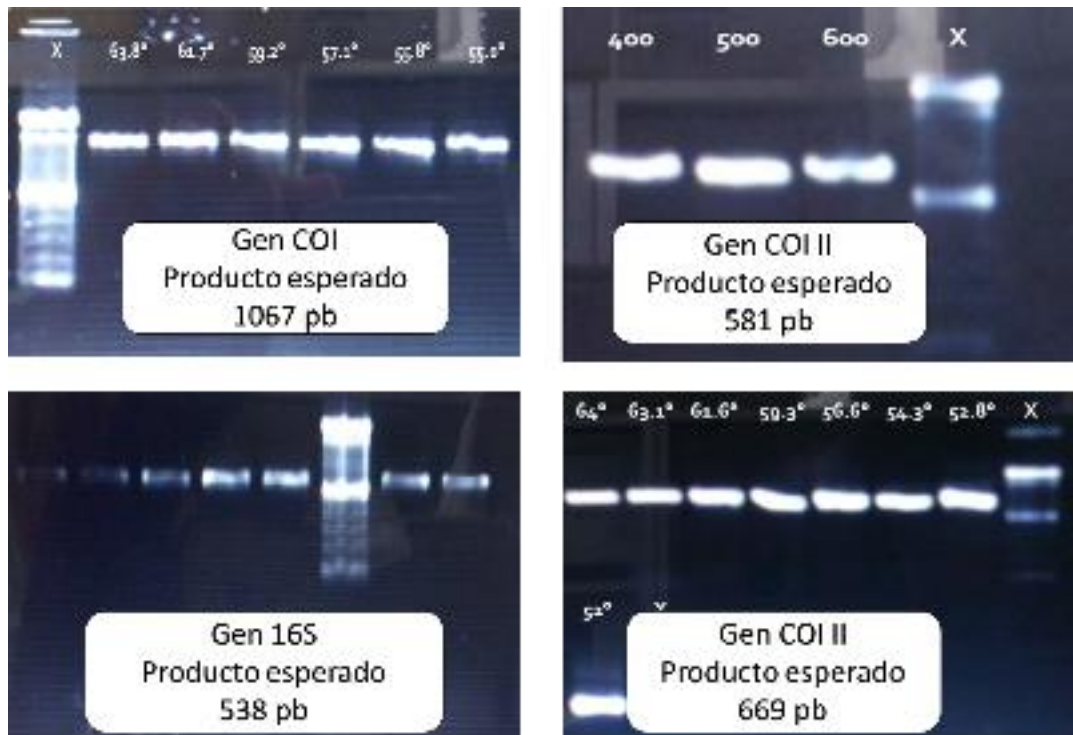 X 63.8° 61.7° 59.2° 57.1° 55.8° 55.0°
Gen COI
Producto esperado
1067 pb
400 500 600 X
Gen COI II
Producto esperado
581 pb
Gen 16S
Producto esperado
538 pb
64° 63.1° 61.6° 59.3° 56.6° 54.3° 52.8° X
52°
Gen COI II
Producto esperado
669 pb